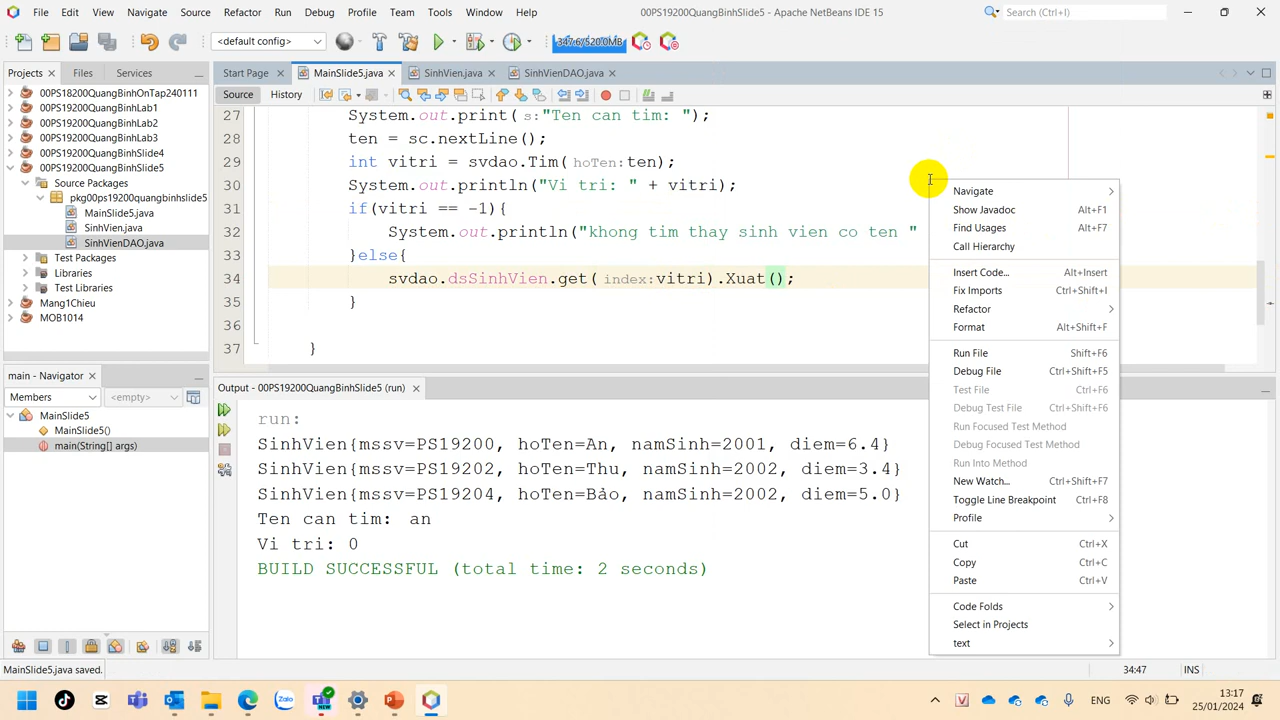 File Edit View Navigate Source Refactor Run Debug Profile Team Tools Window Help
00PS19200QuangBinhSlide5 - Apache NetBeans IDE 15
Search (Ctrl+I)
<default config>
347.6/520.0MB
Projects Files Services
Start Page MainSlide5.java SinhVien.java SinhVienDAO.java
Source History
00PS18200QuangBinhOnTap240111
00PS19200QuangBinhLab1
00PS19200QuangBinhLab2
00PS19200QuangBinhLab3
00PS19200QuangBinhSlide4
00PS19200QuangBinhSlide5
Source Packages
pkg00ps19200quangbinhslide5
MainSlide5.java
SinhVien.java
SinhVienDAO.java
Test Packages
Libraries
Test Libraries
Mang1Chieu
MOB1014
27 System.out.print( s:"Ten can tim: ");
28 ten = sc.nextLine();
29 int vitri = svdao.Tim( hoTen:ten);
30 System.out.println("Vi tri: " + vitri);
31 if(vitri == -1){
32 System.out.println("khong tim thay sinh vien co ten "
33 }else{
34 svdao.dsSinhVien.get( index:vitri).Xuat();
35 }
36
37 }
Navigate
Show Javadoc Alt+F1
Find Usages Alt+F7
Call Hierarchy
Insert Code... Alt+Insert
Fix Imports Ctrl+Shift+I
Refactor
Format Alt+Shift+F
Run File Shift+F6
Debug File Ctrl+Shift+F5
Test File Ctrl+F6
Debug Test File Ctrl+Shift+F6
Run Focused Test Method
Debug Focused Test Method
Run Into Method
New Watch... Ctrl+Shift+F7
Toggle Line Breakpoint Ctrl+F8
Profile
Cut Ctrl+X
Copy Ctrl+C
Paste Ctrl+V
Code Folds
Select in Projects
text
main - Navigator
Members <empty>
MainSlide5
MainSlide5()
main(String[] args)
Output - 00PS19200QuangBinhSlide5 (run)
run:
SinhVien{mssv=PS19200, hoTen=An, namSinh=2001, diem=6.4}
SinhVien{mssv=PS19202, hoTen=Thu, namSinh=2002, diem=3.4}
SinhVien{mssv=PS19204, hoTen=Bảo, namSinh=2002, diem=5.0}
Ten can tim: an
Vi tri: 0
BUILD SUCCESSFUL (total time: 2 seconds)
MainSlide5.java saved.
34:47 INS
Zalo
NEW
ENG
13:17
25/01/2024